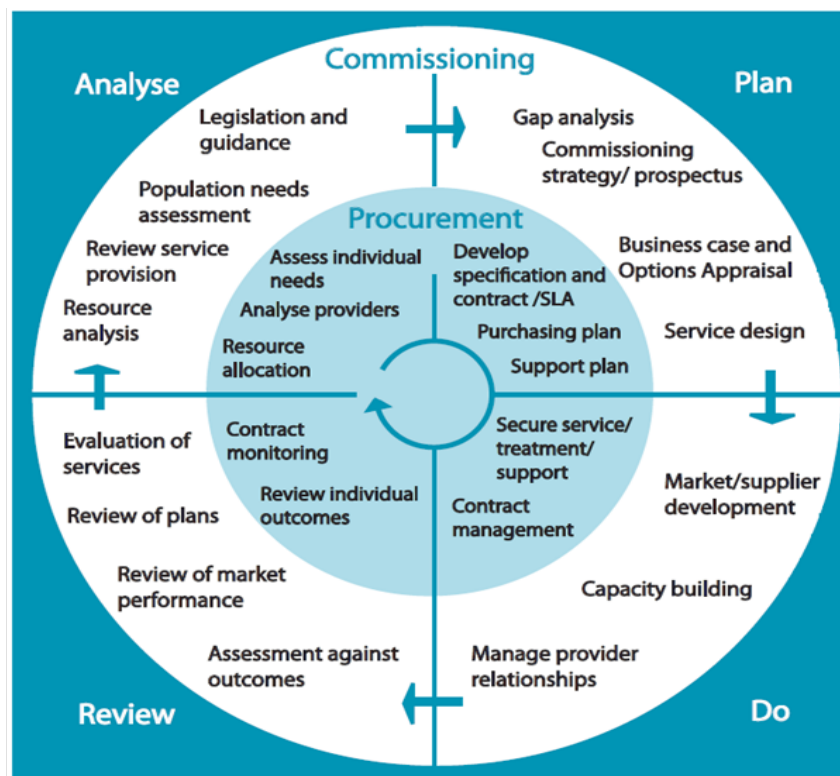 Commissioning
Analyse
Plan
Legislation and
guidance
Population needs
assessment
Review service
provision
Resource
analysis
Gap analysis
Commissioning
strategy/ prospectus
Business case and
Options Appraisal
Service design
Procurement
Assess individual
needs
Analyse providers
Resource
allocation
Develop
specification and
contract /SLA
Purchasing plan
Support plan
Secure service/
treatment/
support
Contract
management
Contract
monitoring
Review individual
outcomes
Market/supplier
development
Capacity building
Manage provider
relationships
Evaluation of
services
Review of plans
Review of market
performance
Assessment against
outcomes
Review
Do